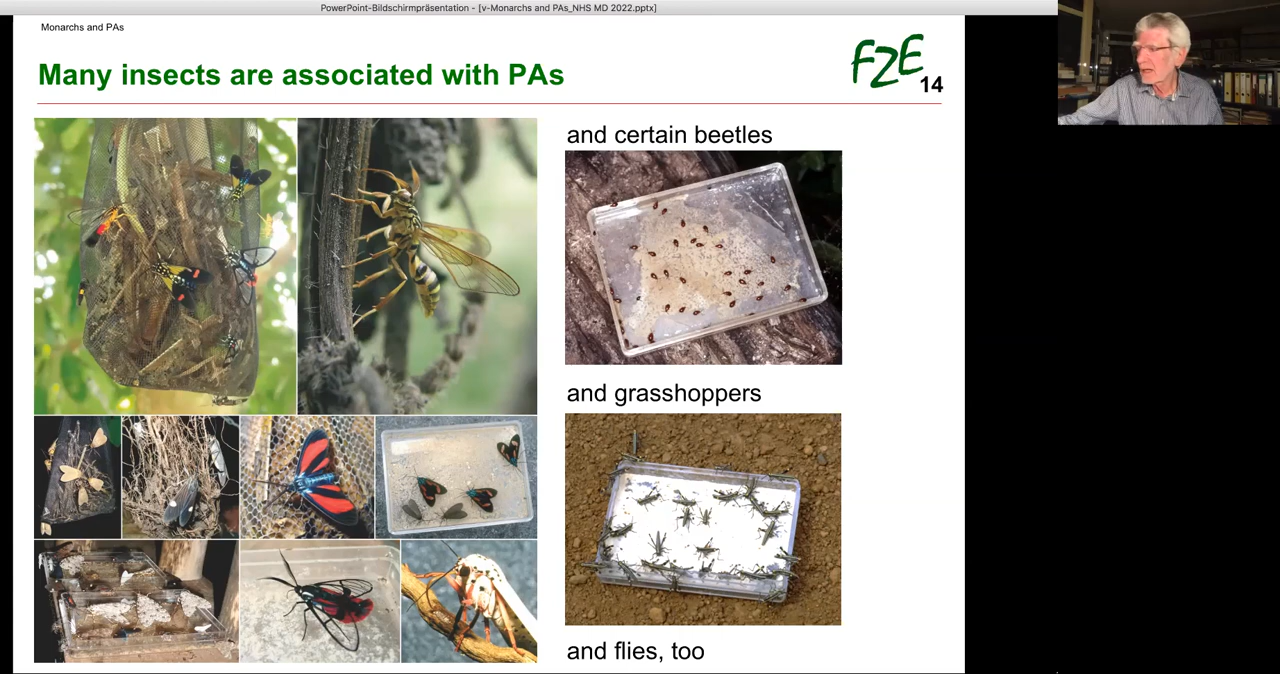 PowerPoint-Bildschirmpräsentation - [v-Monarchs and PAs_NHS MD 2022.pptx]
Monarchs and PAs
Many insects are associated with PAs
FZE
14
and certain beetles
and grasshoppers
and flies, too